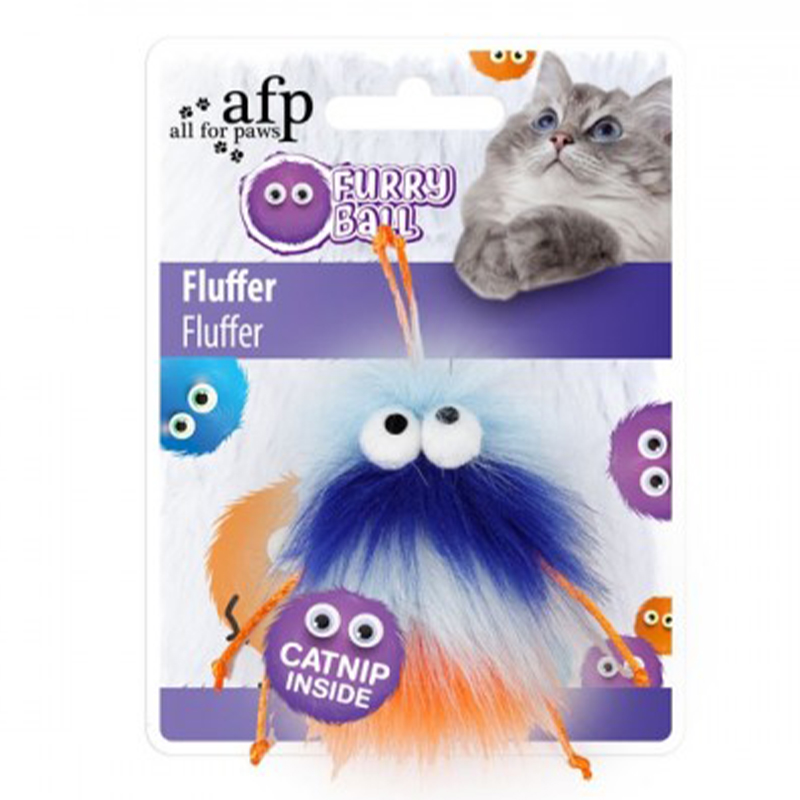 afp
all for paws
FURRY
BALL
Fluffer
Fluffer
CATNIP
INSIDE